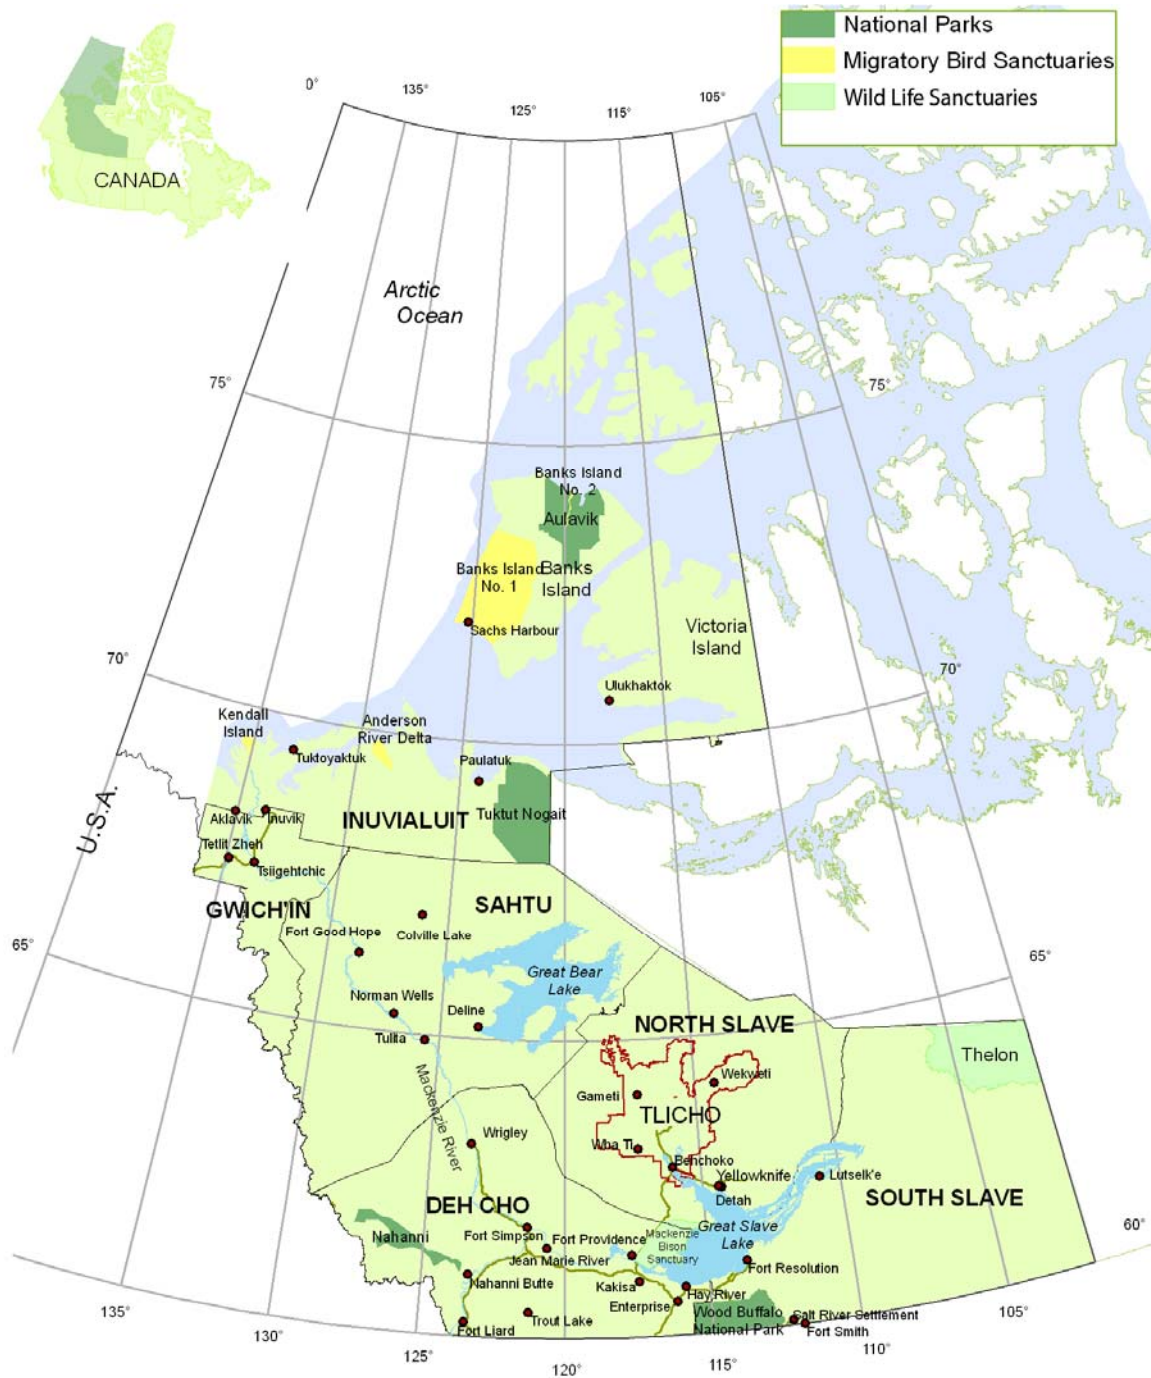 National Parks
Migratory Bird Sanctuaries
Wild Life Sanctuaries
CANADA
0°
135°
125°
115°
105°
Arctic
Ocean
75°
75°
Banks Island
No. 2
Aulavik
Banks Island
No. 1
Banks
Island
Sachs Harbour
Victoria
Island
70°
70°
Ulukhaktok
Kendall
Island
Anderson
River Delta
Tuktoyaktuk
Paulatuk
U.S.A.
Aklavik
Inuvik
INUVIALUIT
Tuktut Nogait
Tetlit Zheh
Tsiigehtchic
GWICH'IN
SAHTU
Fort Good Hope
Colville Lake
65°
65°
Great Bear
Lake
Norman Wells
Deline
Tulita
NORTH SLAVE
Thelon
Mackenzie River
Wekweti
Gameti
TLICHO
Wrigley
Wha Ti
Benchoko
Yellowknife
Detah
Lutselk'e
DEH CHO
SOUTH SLAVE
Nahanni
Fort Simpson
Fort Providence
Jean Marie River
Mackenzie
Bison
Sanctuary
Great Slave
Lake
60°
Nahanni Butte
Kakisa
Fort Resolution
Hay River
Enterprise
Fort Liard
Trout Lake
Wood Buffalo
National Park
Salt River Settlement
Fort Smith
135°
130°
125°
120°
115°
110°
105°